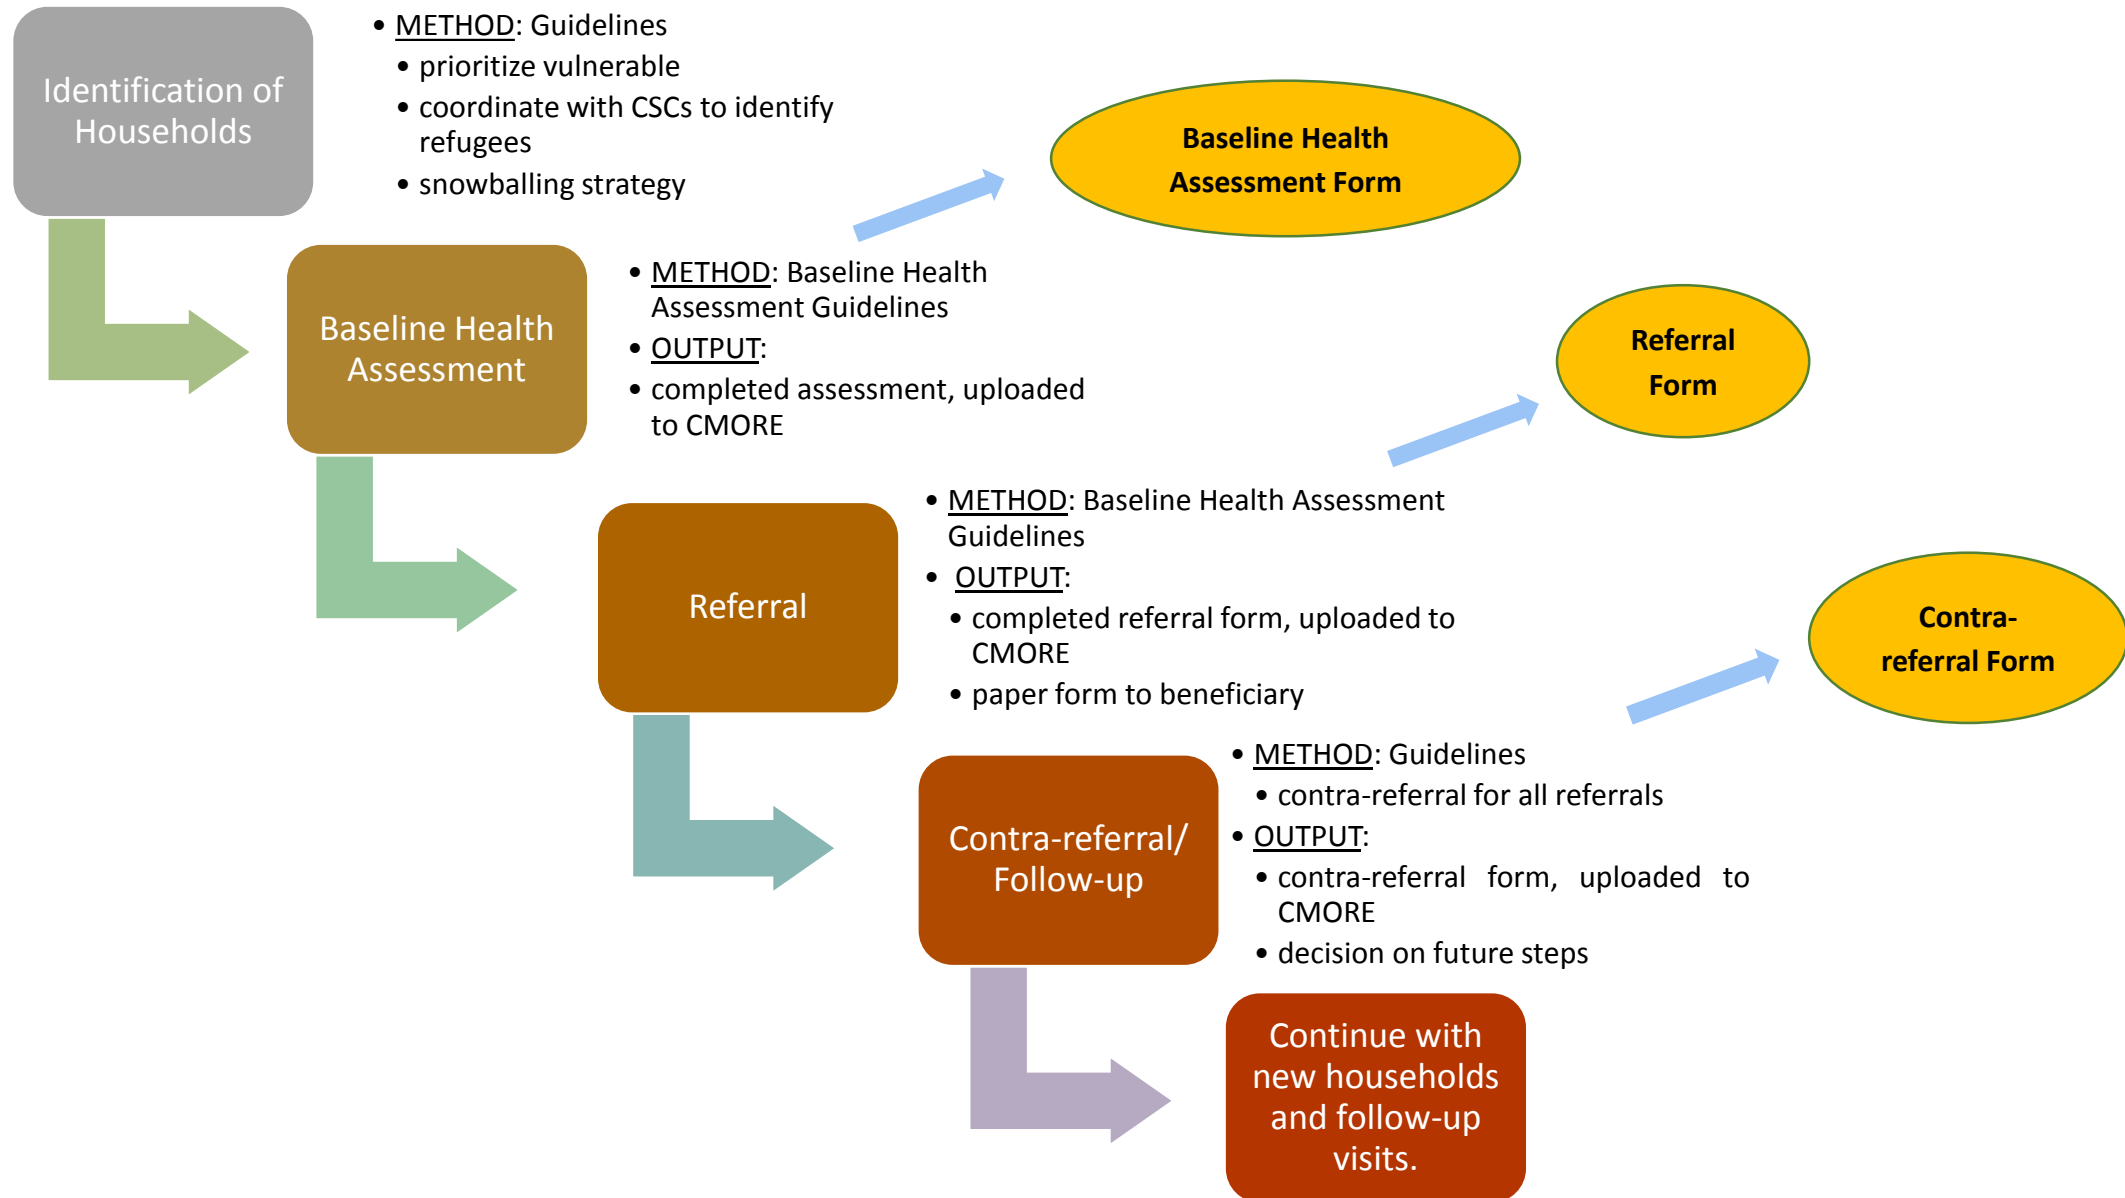 Identification of
Households
• METHOD: Guidelines
• prioritize vulnerable
• coordinate with CSCs to identify
refugees
• snowballing strategy
Baseline Health
Assessment Form
Baseline Health
Assessment
• METHOD: Baseline Health
Assessment Guidelines
• OUTPUT:
• completed assessment, uploaded
to CMORE
Referral
Form
Referral
• METHOD: Baseline Health Assessment
Guidelines
• OUTPUT:
• completed referral form, uploaded to
CMORE
• paper form to beneficiary
Contra-
referral Form
Contra-referral/
Follow-up
• METHOD: Guidelines
• contra-referral for all referrals
• OUTPUT:
• contra-referral form, uploaded to
CMORE
• decision on future steps
Continue with
new households
and follow-up
visits.